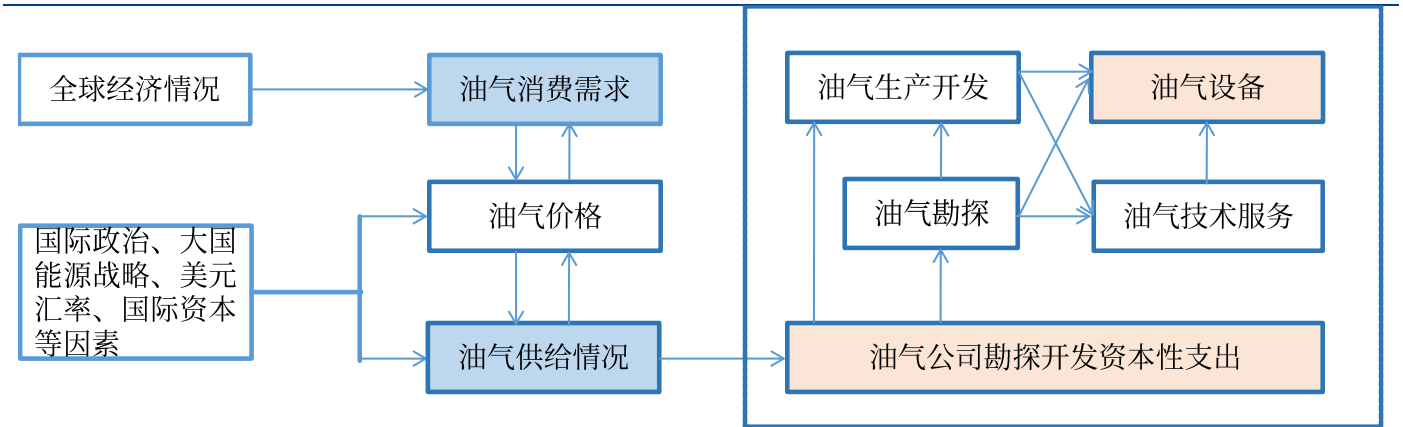 全球经济情况
油气消费需求
油气生产开发
油气设备
油气价格
油气勘探
油气技术服务
国际政治、大国
能源战略、美元
汇率、国际资本
等因素
油气供给情况
油气公司勘探开发资本性支出